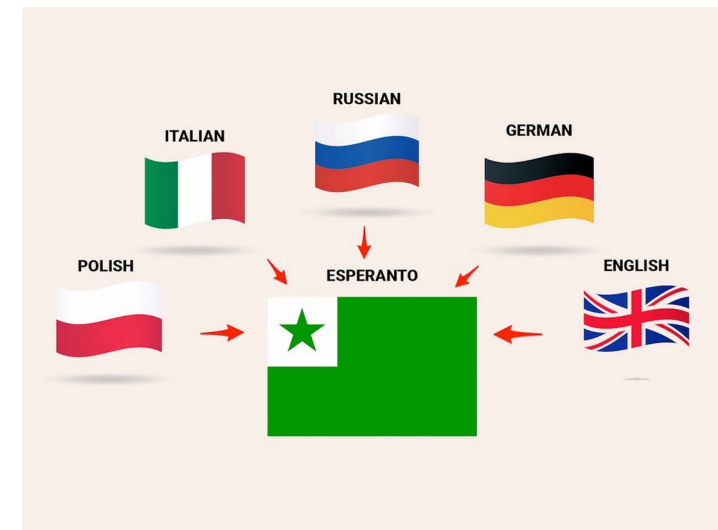 RUSSIAN
ITALIAN
GERMAN
POLISH
ESPERANTO
ENGLISH